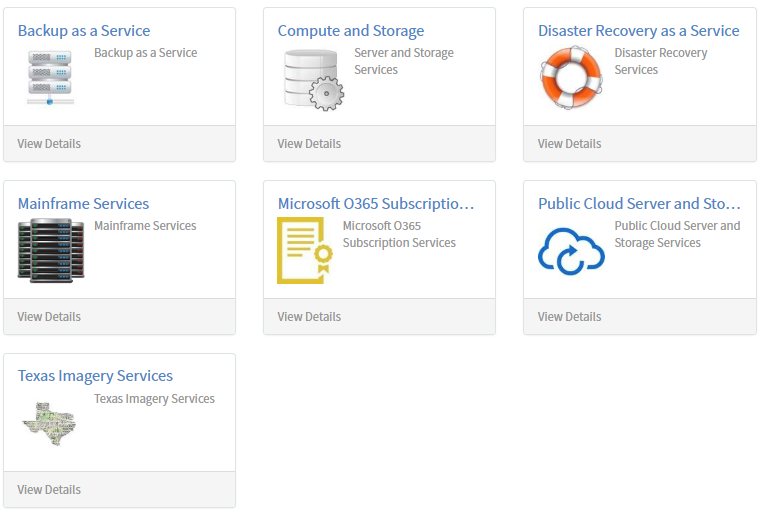 Backup as a Service
Backup as a Service
View Details
Compute and Storage
Server and Storage
Services
View Details
Disaster Recovery as a Service
Disaster Recovery
Services
View Details
Mainframe Services
Mainframe Services
View Details
Microsoft O365 Subscriptio...
Microsoft O365
Subscription Services
View Details
Public Cloud Server and Sto...
Public Cloud Server and
Storage Services
View Details
Texas Imagery Services
Texas Imagery Services
View Details